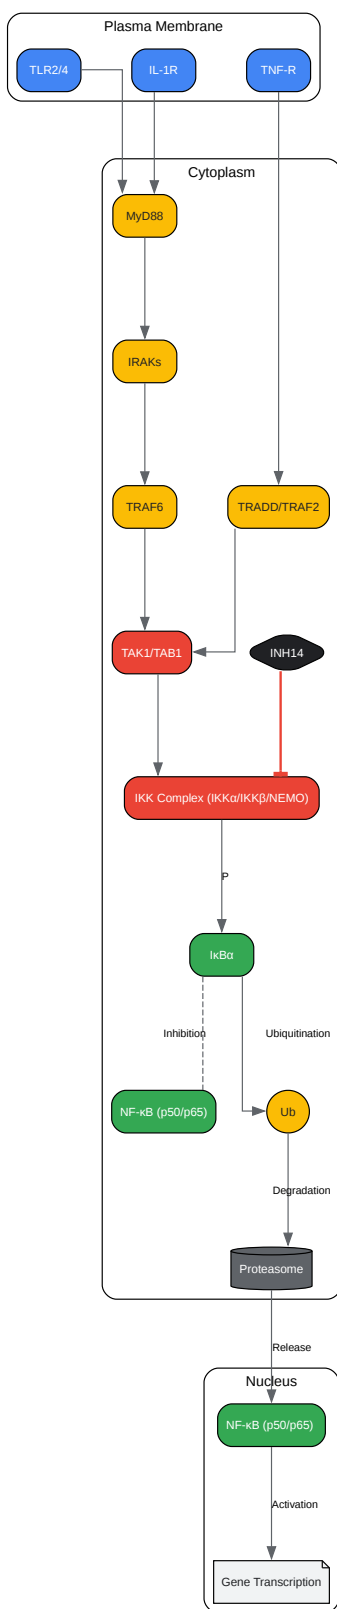 Plasma Membrane
TLR2/4
IL-1R
TNF-R
Cytoplasm
MyD88
IRAKs
TRAF6
TRADD/TRAF2
TAK1/TAB1
INH14
IKK Complex (IKKα/IKKβ/NEMO)
P
IκBα
Inhibition
Ubiquitination
NF-κB (p50/p65)
Ub
Degradation
Proteasome
Release
Nucleus
NF-κB (p50/p65)
Activation
Gene Transcription